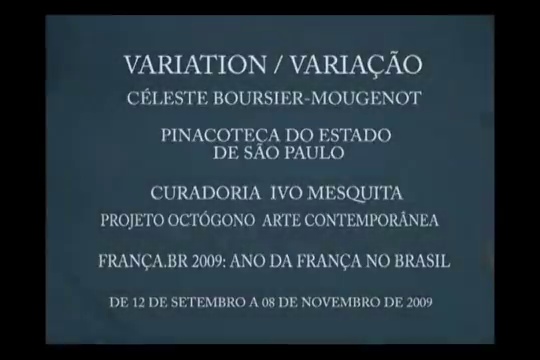 VARIATION / VARIAÇÃO
CÉLESTE BOURSIER-MOUGENOT
PINACOTECA DO ESTADO
DE SÃO PAULO
CURADORIA IVO MESQUITA
PROJETO OCTÓGONO ARTE CONTEMPORÂNEA
FRANÇA.BR 2009: ANO DA FRANÇA NO BRASIL
DE 12 DE SETEMBRO A 08 DE NOVEMBRO DE 2009